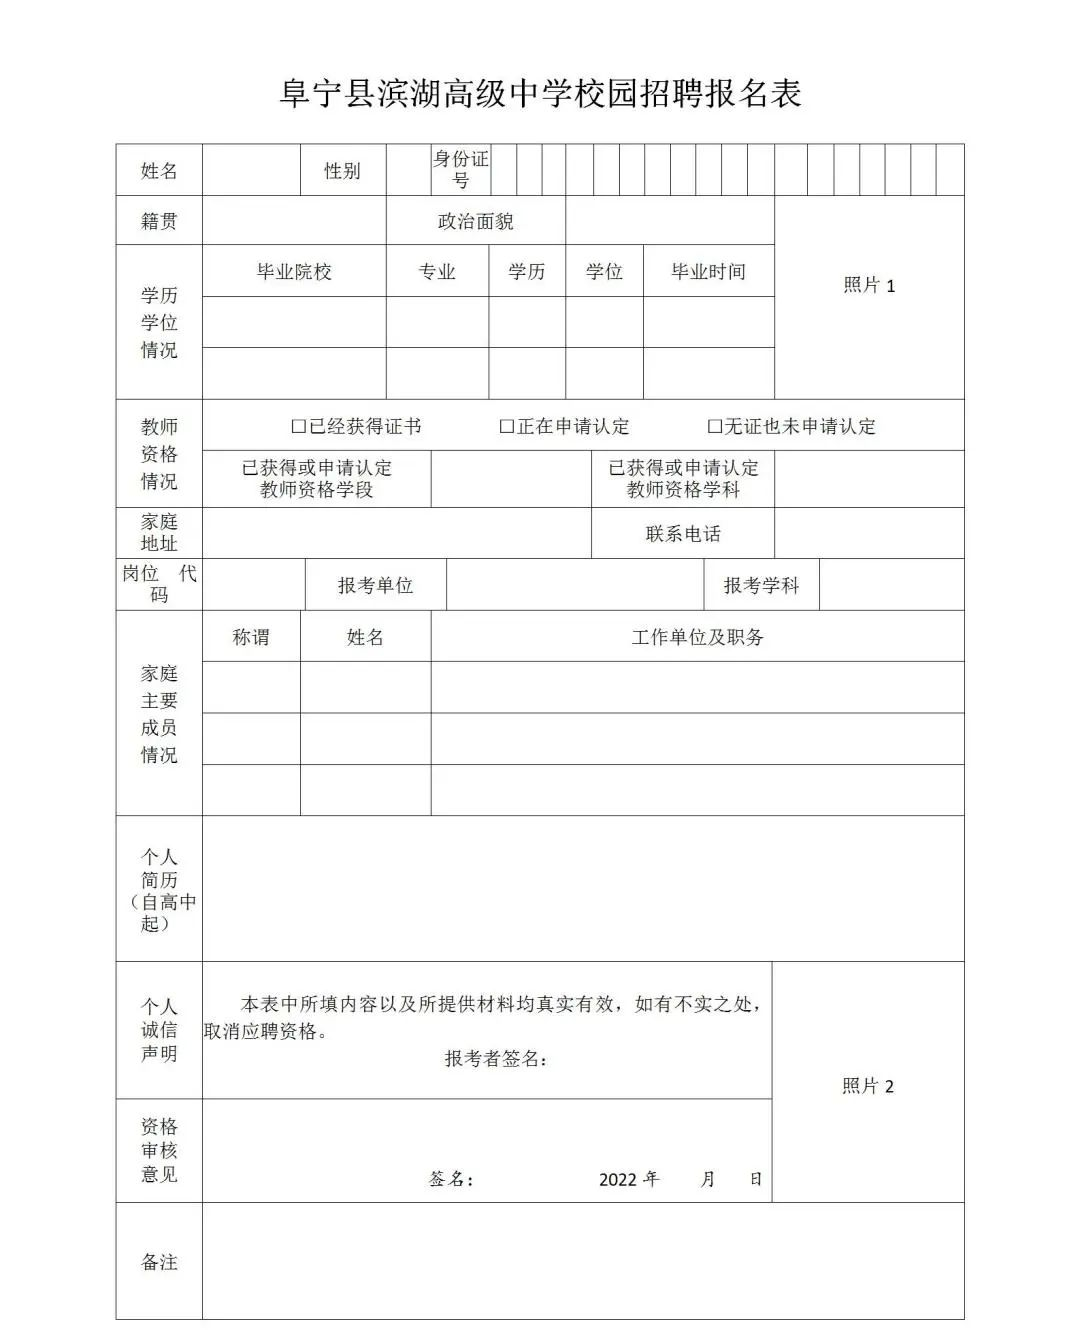 阜宁县滨湖高级中学校园招聘报名表
姓名
性别
身份证
号
籍贯
政治面貌
照片 1
学历
学位
情况
毕业院校
专业
学历
学位
毕业时间
教师
资格
情况
□已经获得证书
□正在申请认定
□无证也未申请认定
已获得或申请认定
教师资格学段
已获得或申请认定
教师资格学科
家庭
地址
联系电话
岗位 代
码
报考单位
报考学科
家庭
主要
成员
情况
称谓
姓名
工作单位及职务
个人
简历
（自高中
起）
个人
诚信
声明
本表中所填内容以及所提供材料均真实有效，如有不实之处，
取消应聘资格。
报考者签名：
照片 2
资格
审核
意见
签名： 2022 年 月 日
备注